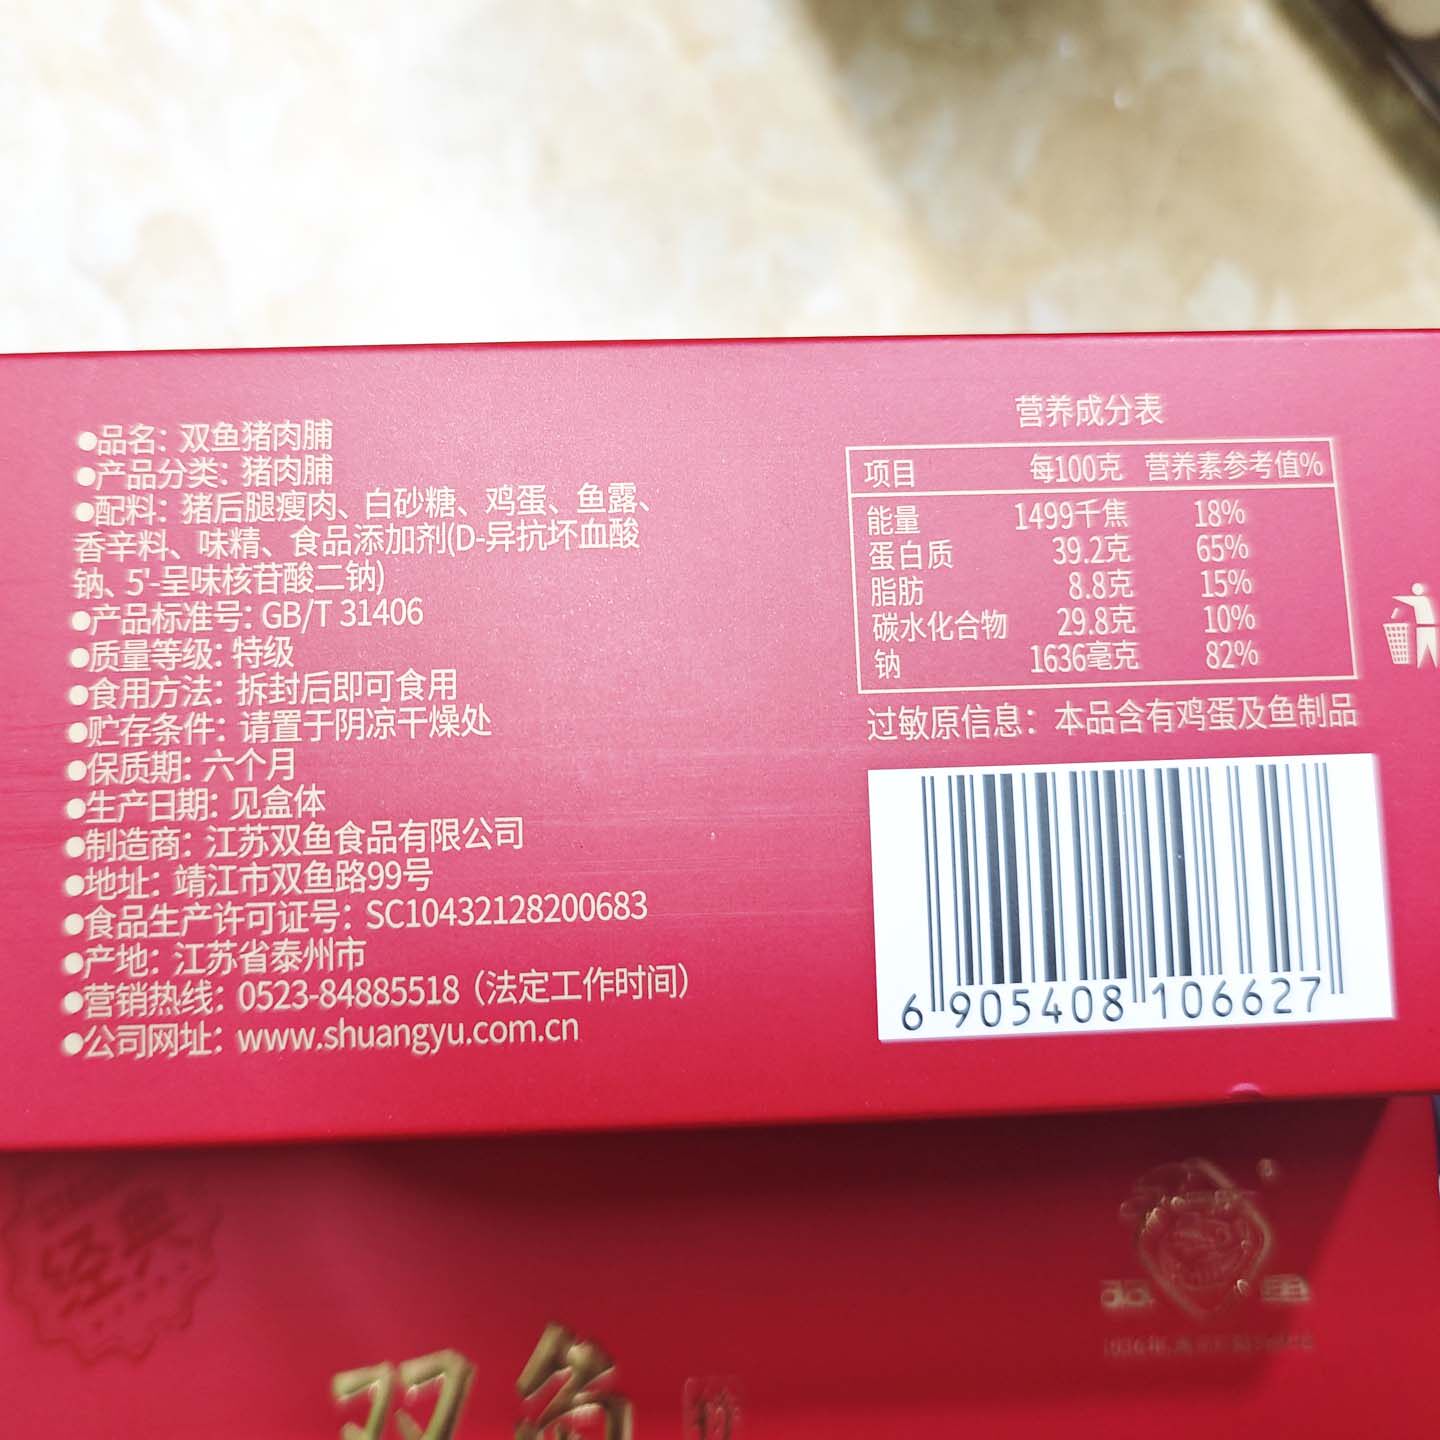 ●品名：双鱼猪肉脯
●产品分类：猪肉脯
●配料：猪后腿瘦肉、白砂糖、鸡蛋、鱼露、
香辛料、味精、食品添加剂(D-异抗坏血酸
钠、5'-呈味核苷酸二钠)
●产品标准号：GB/T 31406
●质量等级：特级
●食用方法：拆封后即可食用
●贮存条件：请置于阴凉干燥处
●保质期：六个月
●生产日期：见盒体
●制造商：江苏双鱼食品有限公司
●地址：靖江市双鱼路99号
●食品生产许可证号：SC10432128200683
●产地：江苏省泰州市
●营销热线：0523-84885518（法定工作时间）
●公司网址：www.shuangyu.com.cn
营养成分表
项目 每100克 营养素参考值%
能量 1499千焦 18%
蛋白质 39.2克 65%
脂肪 8.8克 15%
碳水化合物 29.8克 10%
钠 1636毫克 82%
过敏原信息：本品含有鸡蛋及鱼制品
6 905408 106627
经典
双鱼